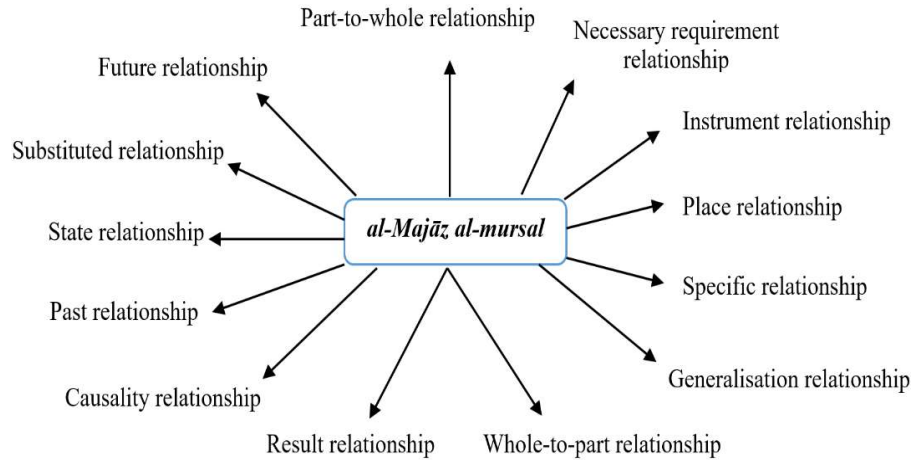 Part-to-whole relationship
Necessary requirement
relationship
Future relationship
Instrument relationship
Substituted relationship
Place relationship
State relationship
al-Majāz al-mursal
Specific relationship
Past relationship
Generalisation relationship
Causality relationship
Result relationship
Whole-to-part relationship